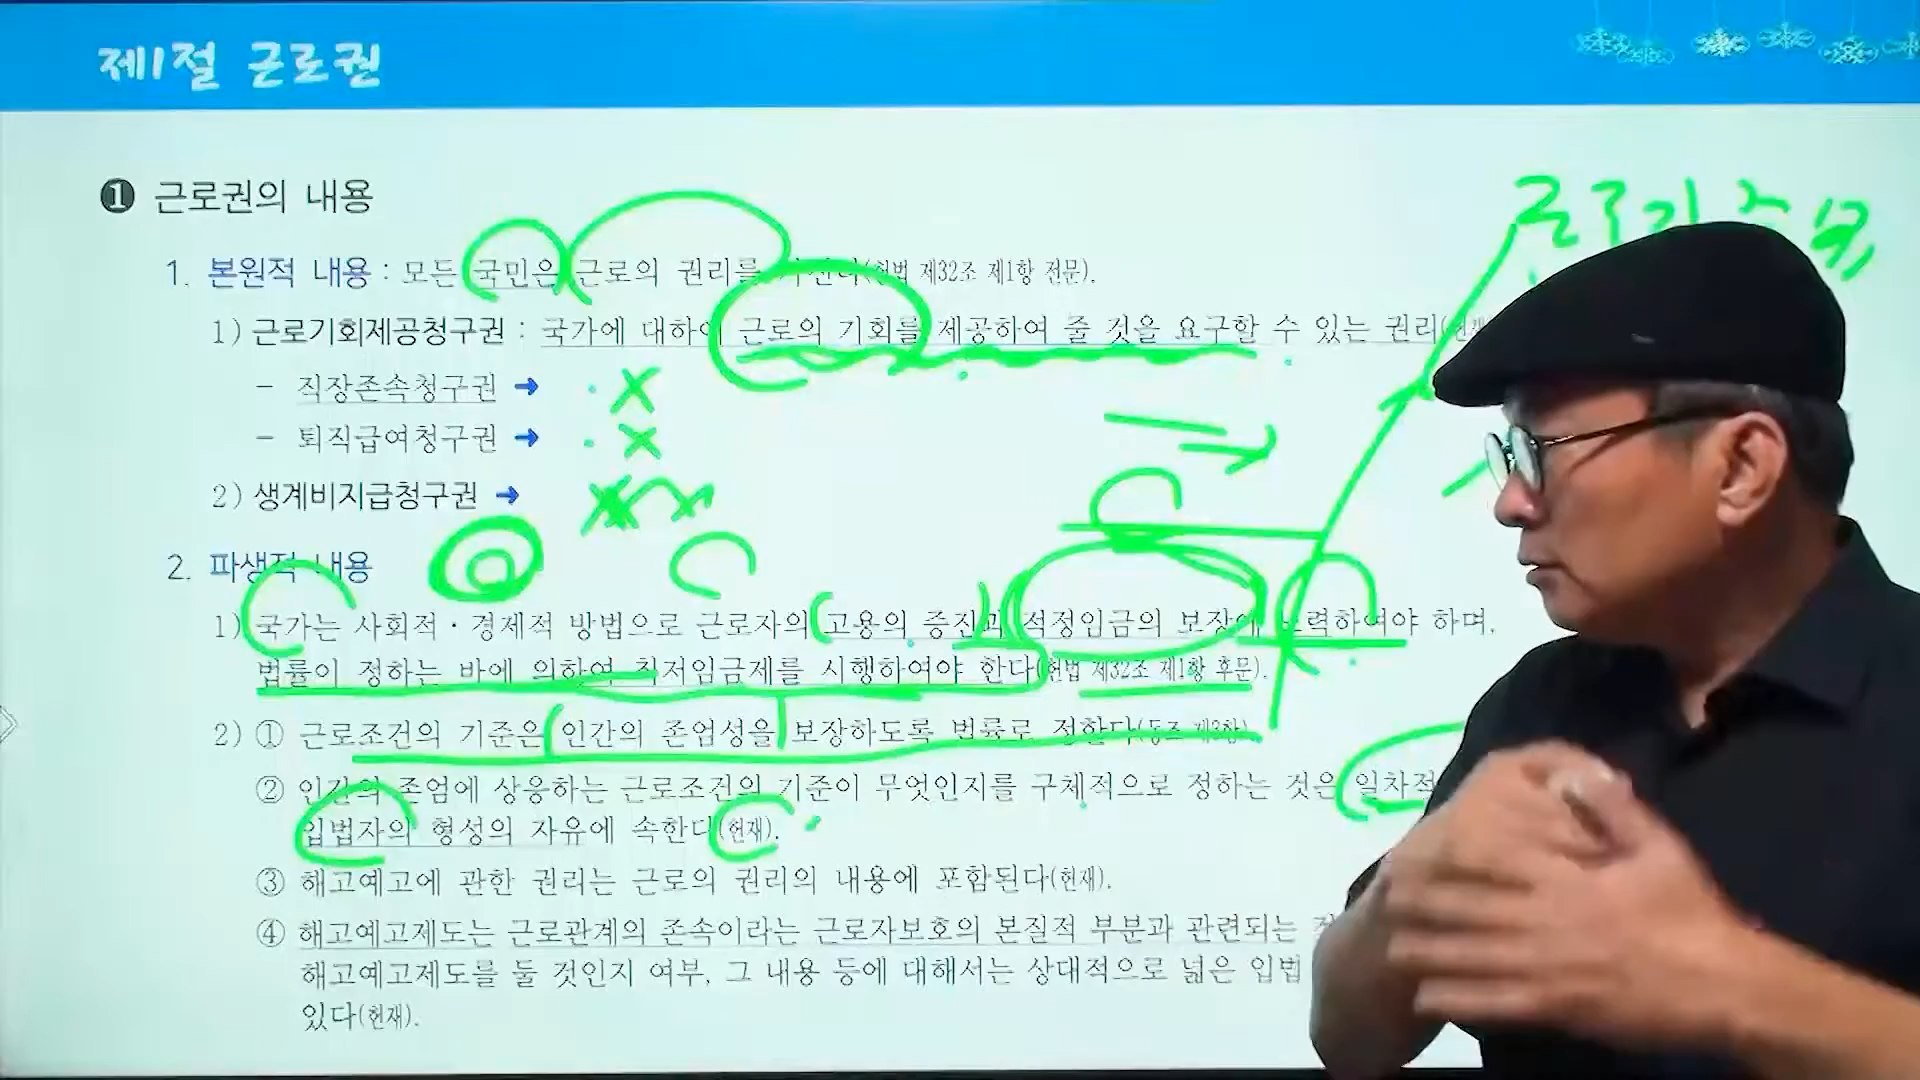 제1절 근로권
❶ 근로권의 내용
1. 본원적 내용 : 모든 국민은 근로의 권리를 가진다(헌법 제32조 제1항 전문).
1) 근로기회제공청구권 : 국가에 대하여 근로의 기회를 제공하여 줄 것을 요구할 수 있는 권리(헌재
- 직장존속청구권 → X
- 퇴직급여청구권 → X
2) 생계비지급청구권 →
2. 파생적 내용
1) 국가는 사회적·경제적 방법으로 근로자의 고용의 증진과 적정임금의 보장에 노력하여야 하며,
법률이 정하는 바에 의하여 최저임금제를 시행하여야 한다(헌법 제32조 제1항 후문).
2) ① 근로조건의 기준은 인간의 존엄성을 보장하도록 법률로 정한다(동조 제3항).
② 인간의 존엄에 상응하는 근로조건의 기준이 무엇인지를 구체적으로 정하는 것은 일차적
입법자의 형성의 자유에 속한다(헌재).
③ 해고예고에 관한 권리는 근로의 권리의 내용에 포함된다(헌재).
④ 해고예고제도는 근로관계의 존속이라는 근로자보호의 본질적 부분과 관련되는
해고예고제도를 둘 것인지 여부, 그 내용 등에 대해서는 상대적으로 넓은 입법
있다(헌재).